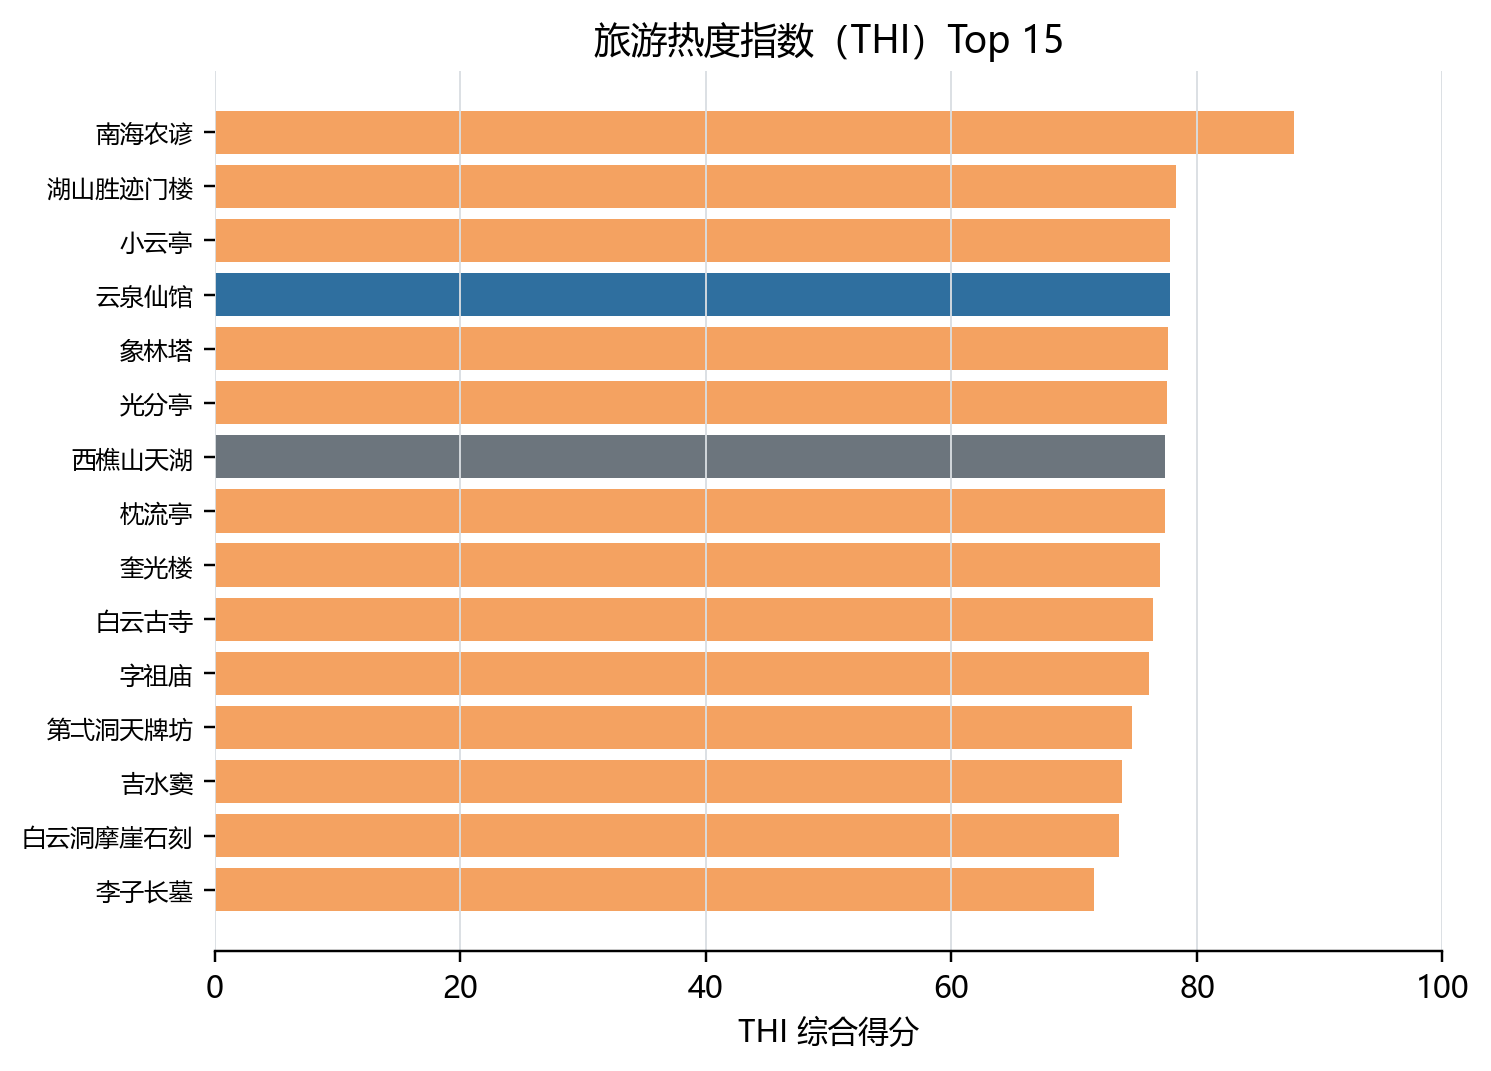 旅游热度指数（THI）Top 15
南海农谚
湖山胜迹门楼
小云亭
云泉仙馆
象林塔
光分亭
西樵山天湖
枕流亭
奎光楼
白云古寺
字祖庙
第弌洞天牌坊
吉水窦
白云洞摩崖石刻
李子长墓
0 20 40 60 80 100
THI 综合得分